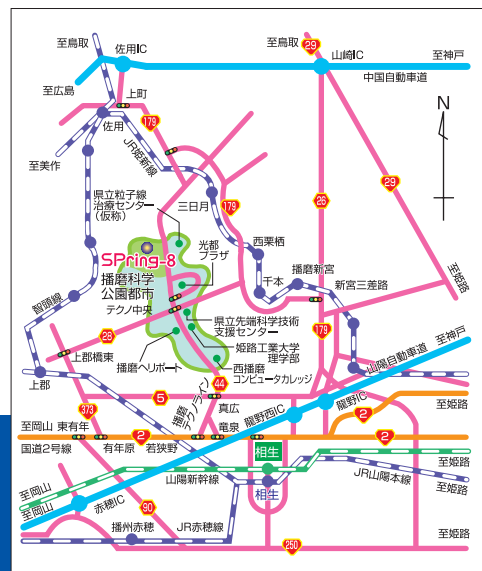 至鳥取
佐用IC
至鳥取
29
山崎IC
至神戸
中国自動車道
至広島
上町
N
佐用
179
JR姫新線
至美作
29
26
県立粒子線
治療センター
(仮称)
三日月
179
SPring-8
光都
プラザ
西栗栖
播磨新宮
播磨科学
公園都市
千本
新宮三差路
至姫路
テクノ中央
智頭線
県立先端科学技術
支援センター
179
28
姫路工業大学
理学部
至神戸
山陽自動車道
上郡橋東
播磨ヘリポート
西播磨
コンピュータカレッジ
上郡
44
373
5
播磨
テクノライン
真広
龍野西IC
龍野IC
2
至姫路
至岡山
東有年
2
竜泉
2
国道2号線
有年原
若狭野
相生
至姫路
至岡山
山陽新幹線
相生
JR山陽本線
至姫路
至岡山
赤穂IC
90
播州赤穂
JR赤穂線
250
至姫路